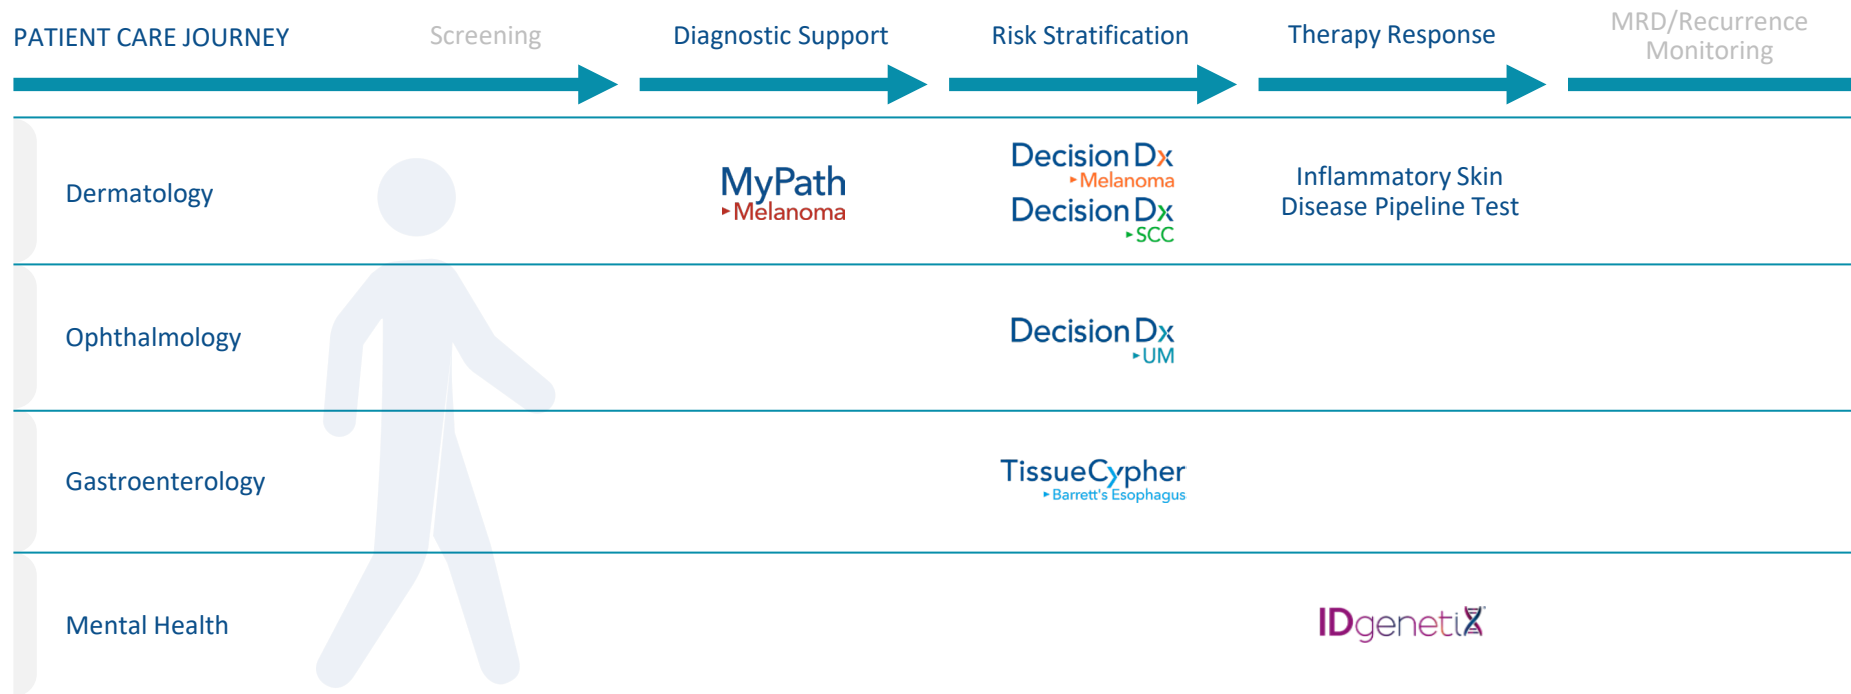 PATIENT CARE JOURNEY
Screening
Diagnostic Support
Risk Stratification
Therapy Response
MRD/Recurrence
Monitoring
Dermatology
MyPath
Melanoma
DecisionDx
Melanoma
DecisionDx
SCC
Inflammatory Skin
Disease Pipeline Test
Ophthalmology
DecisionDx
UM
Gastroenterology
TissueCypher
Barrett's Esophagus
Mental Health
IDgenetiX